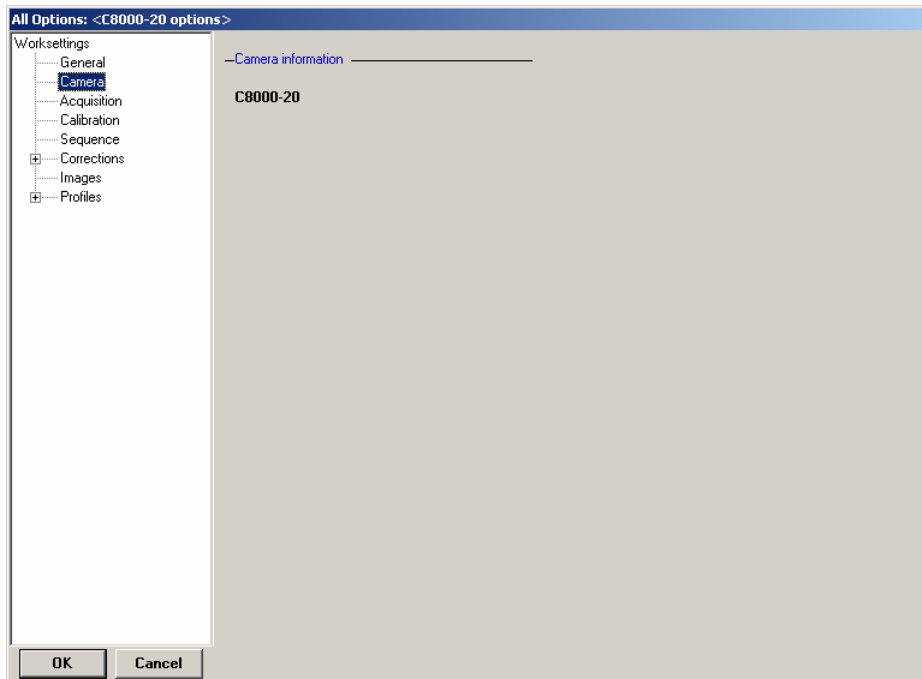 All Options: <C8000-20 options>
Worksettings
General
Camera
Acquisition
Calibration
Sequence
Corrections
Images
Profiles
Camera information
C8000-20
OK
Cancel